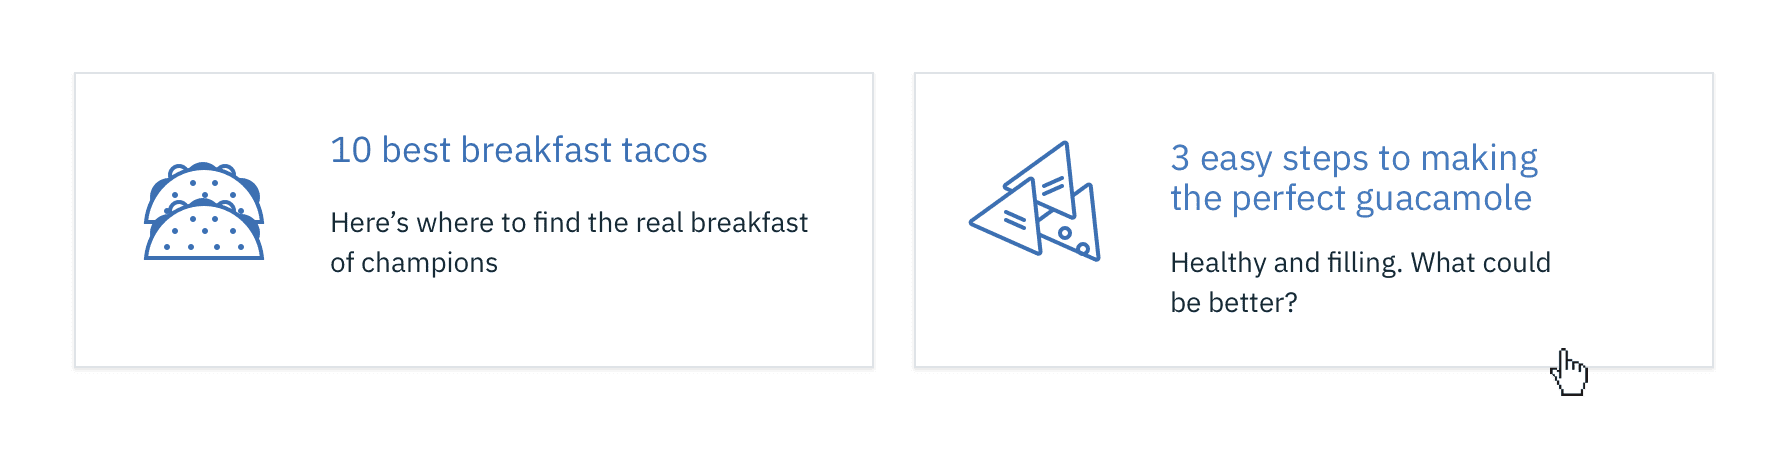 10 best breakfast tacos
Here’s where to find the real breakfast
of champions
3 easy steps to making
the perfect guacamole
Healthy and filling. What could
be better?